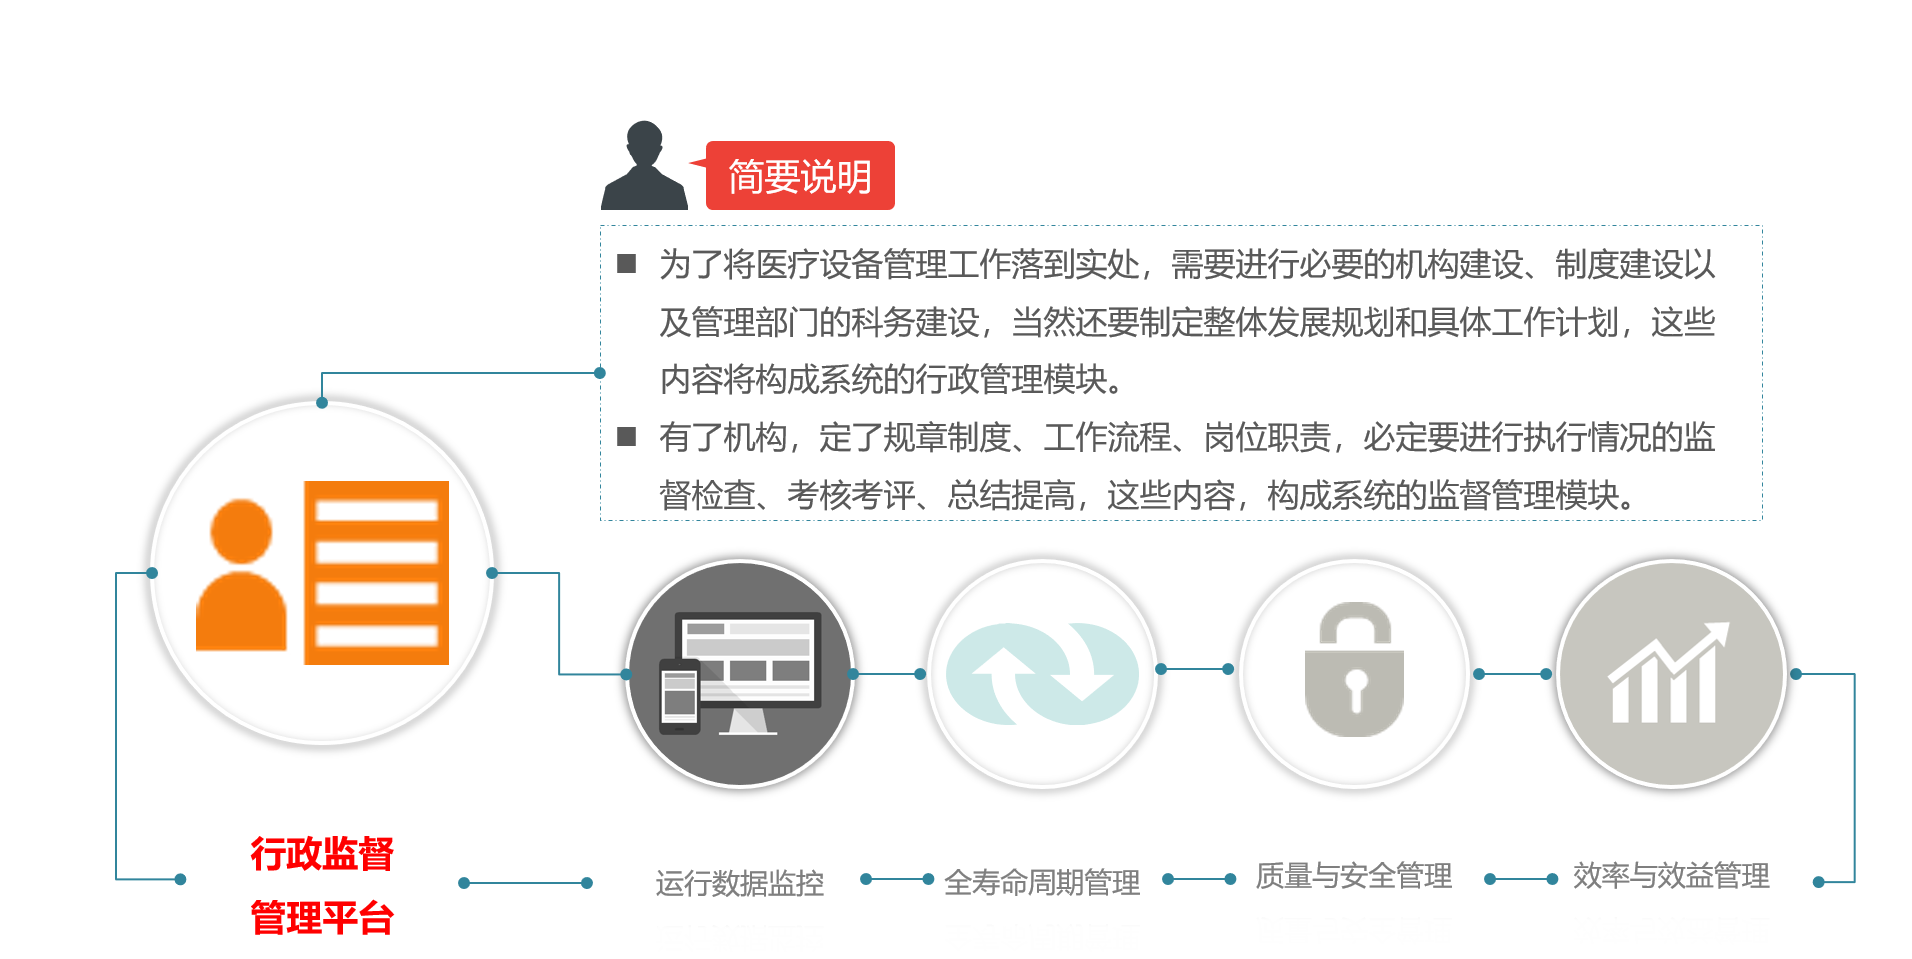 简要说明
■ 为了将医疗设备管理工作落到实处，需要进行必要的机构建设、制度建设以
及管理部门的科务建设，当然还要制定整体发展规划和具体工作计划，这些
内容将构成系统的行政管理模块。
■ 有了机构，定了规章制度、工作流程、岗位职责，必定要进行执行情况的监
督检查、考核考评、总结提高，这些内容，构成系统的监督管理模块。
行政监督
管理平台
运行数据监控
全寿命周期管理
质量与安全管理
效率与效益管理